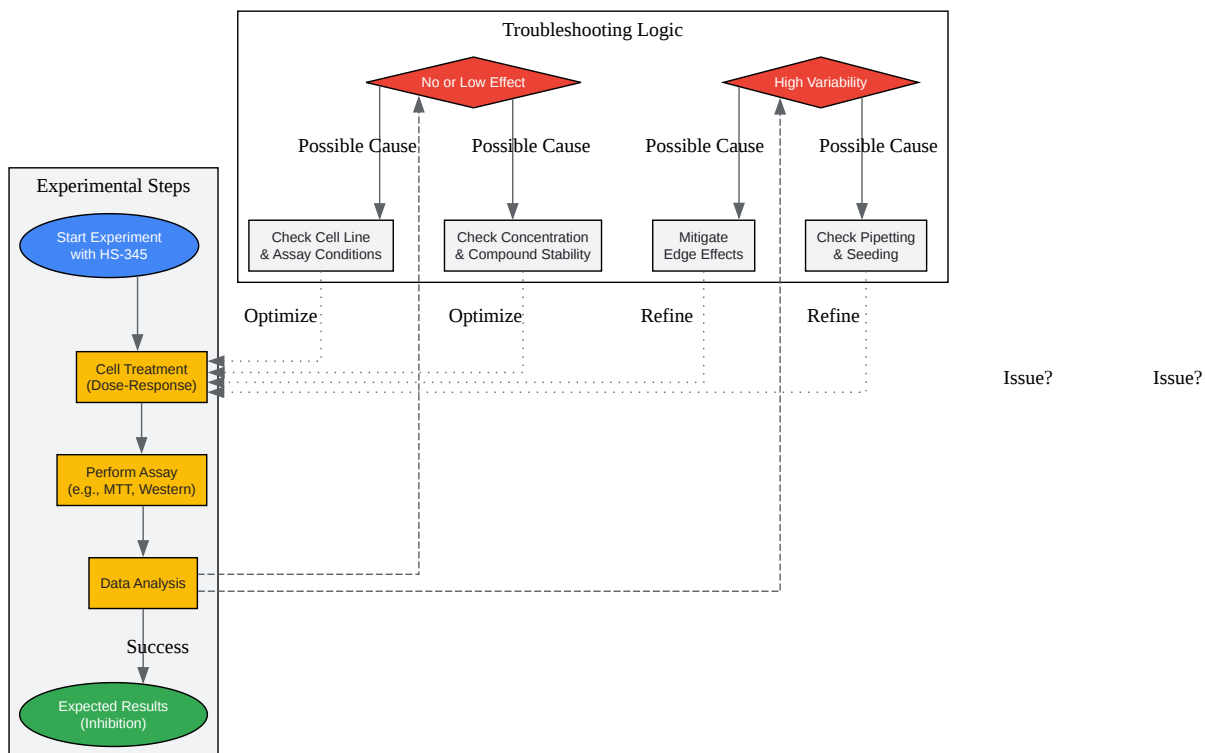 Troubleshooting Logic
No or Low Effect
High Variability
Possible Cause
Possible Cause
Possible Cause
Possible Cause
Experimental Steps
Start Experiment
with HS-345
Check Cell Line
& Assay Conditions
Check Concentration
& Compound Stability
Mitigate
Edge Effects
Check Pipetting
& Seeding
Optimize
Optimize
Refine
Refine
Cell Treatment
(Dose-Response)
Issue?
Issue?
Perform Assay
(e.g., MTT, Western)
Data Analysis
Success
Expected Results
(Inhibition)